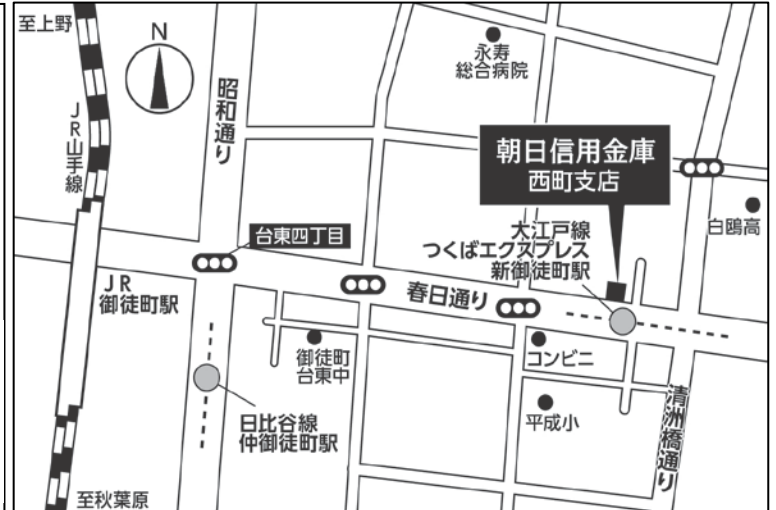 至上野
N
永寿
総合病院
昭和通り
JR山手線
朝日信用金庫
西町支店
白鴎高
大江戸線
つくばエクスプレス
新御徒町駅
台東四丁目
JR
御徒町駅
春日通り
御徒町
台東中
コンビニ
日比谷線
仲御徒町駅
平成小
清洲橋通り
至秋葉原